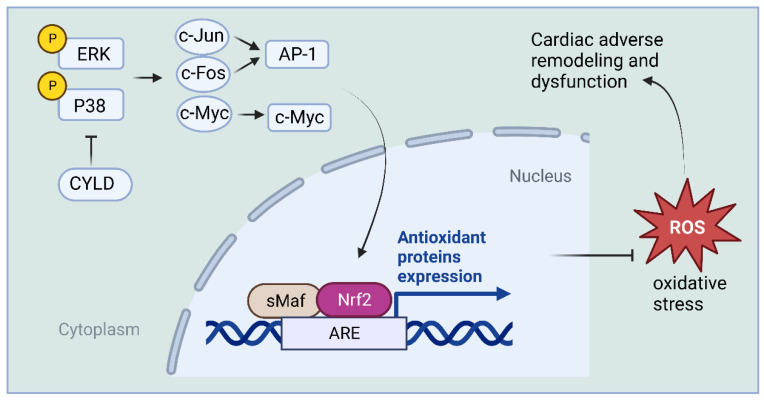 P
ERK
P
P38
CYLD
c-Jun
c-Fos
c-Myc
AP-1
c-Myc
Cardiac adverse
remodeling and
dysfunction
Nucleus
ROS
oxidative
stress
Antioxidant
proteins
expression
sMaf
Nrf2
ARE
Cytoplasm